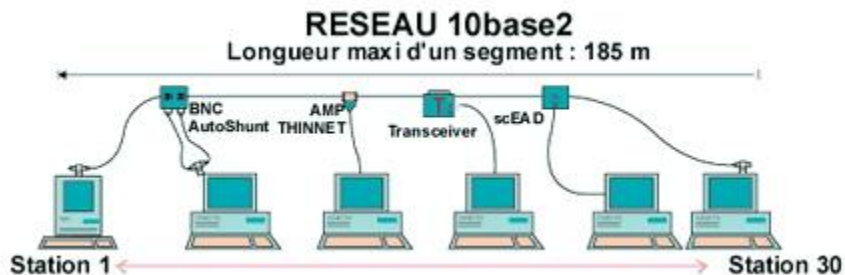 RESEAU 10base2
Longueur maxi d'un segment : 185 m
BNC
AutoShunt
AMP
THINNET
Transceiver
scEAD
Station 1
Station 30